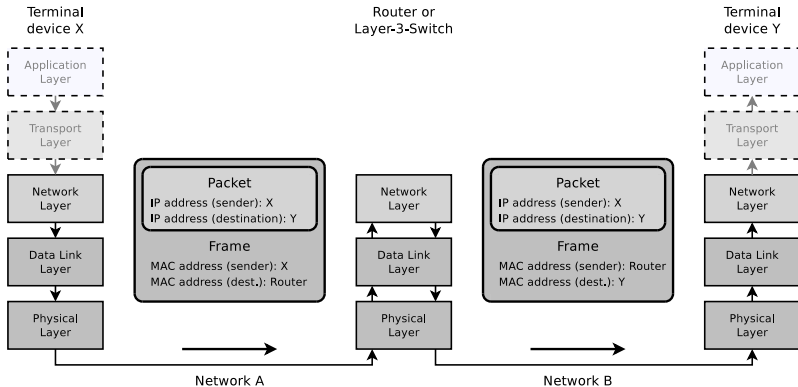 Terminal
device X
Router or
Layer-3-Switch
Terminal
device Y
Application
Layer
Transport
Layer
Network
Layer
Data Link
Layer
Physical
Layer
Packet
IP address (sender): X
IP address (destination): Y
Frame
MAC address (sender): X
MAC address (dest.): Router
Network A
Network
Layer
Data Link
Layer
Physical
Layer
Packet
IP address (sender): X
IP address (destination): Y
Frame
MAC address (sender): Router
MAC address (dest.): Y
Network B
Application
Layer
Transport
Layer
Network
Layer
Data Link
Layer
Physical
Layer